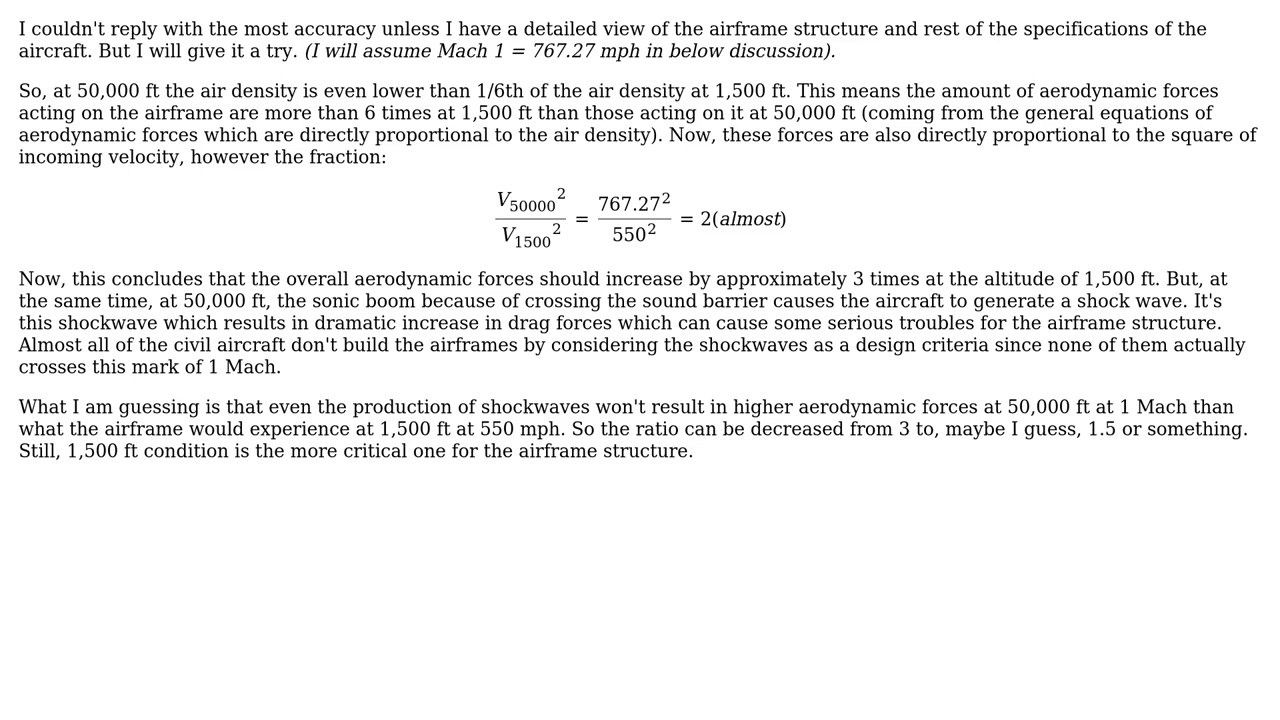 I couldn't reply with the most accuracy unless I have a detailed view of the airframe structure and rest of the specifications of the
aircraft. But I will give it a try. (I will assume Mach 1 = 767.27 mph in below discussion).
So, at 50,000 ft the air density is even lower than 1/6th of the air density at 1,500 ft. This means the amount of aerodynamic forces
acting on the airframe are more than 6 times at 1,500 ft than those acting on it at 50,000 ft (coming from the general equations of
aerodynamic forces which are directly proportional to the air density). Now, these forces are also directly proportional to the square of
incoming velocity, however the fraction:
V₅₀₀₀₀² / V₁₅₀₀² = 767.27² / 550² = 2(almost)
Now, this concludes that the overall aerodynamic forces should increase by approximately 3 times at the altitude of 1,500 ft. But, at
the same time, at 50,000 ft, the sonic boom because of crossing the sound barrier causes the aircraft to generate a shock wave. It's
this shockwave which results in dramatic increase in drag forces which can cause some serious troubles for the airframe structure.
Almost all of the civil aircraft don't build the airframes by considering the shockwaves as a design criteria since none of them actually
crosses this mark of 1 Mach.
What I am guessing is that even the production of shockwaves won't result in higher aerodynamic forces at 50,000 ft at 1 Mach than
what the airframe would experience at 1,500 ft at 550 mph. So the ratio can be decreased from 3 to, maybe I guess, 1.5 or something.
Still, 1,500 ft condition is the more critical one for the airframe structure.